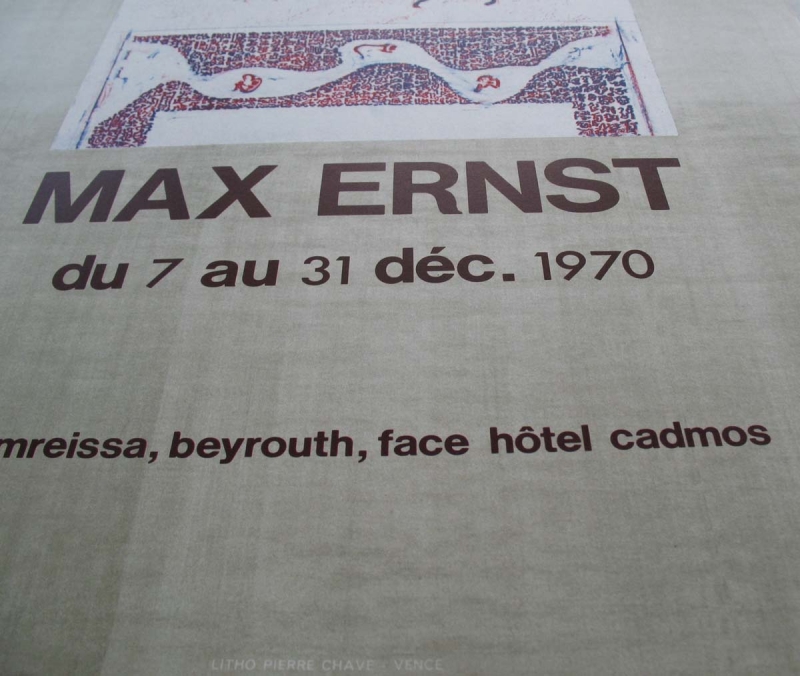 MAX ERNST
du 7 au 31 déc. 1970
mreissa, beyrouth, face hôtel cadmos
LITHO PIERRE CHAVE - VENCE